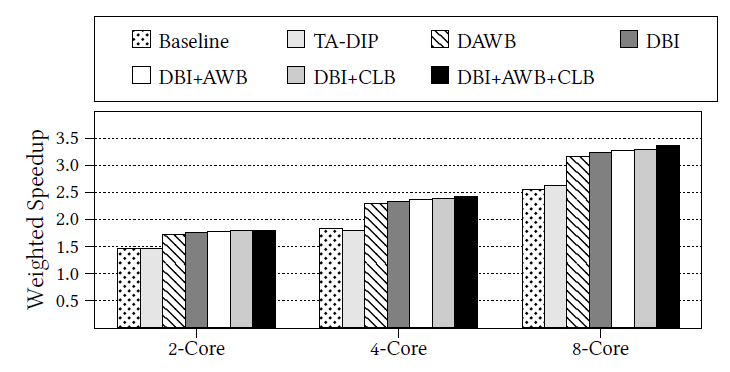 Baseline TA-DIP DAWB DBI
DBI+AWB DBI+CLB DBI+AWB+CLB
Weighted Speedup
3.5
3.0
2.5
2.0
1.5
1.0
0.5
2-Core 4-Core 8-Core